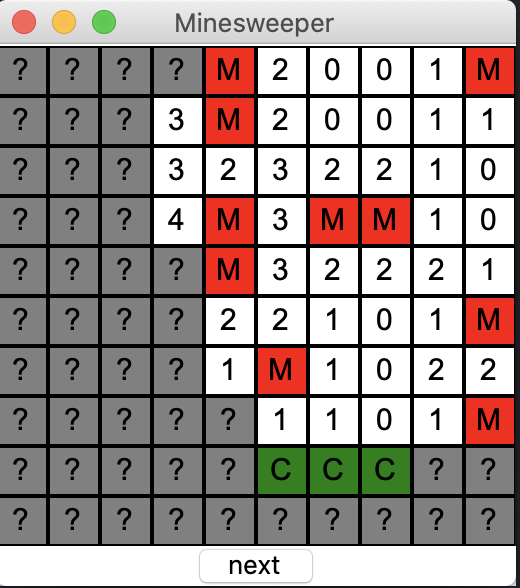 Minesweeper
? ? ? ? M 2 0 0 1 M
? ? ? 3 M 2 0 0 1 1
? ? ? 3 2 3 2 2 1 0
? ? ? 4 M 3 M M 1 0
? ? ? ? M 3 2 2 2 1
? ? ? ? 2 2 1 0 1 M
? ? ? ? 1 M 1 0 2 2
? ? ? ? ? 1 1 0 1 M
? ? ? ? ? C C C ? ?
? ? ? ? ? ? ? ? ? ?
next